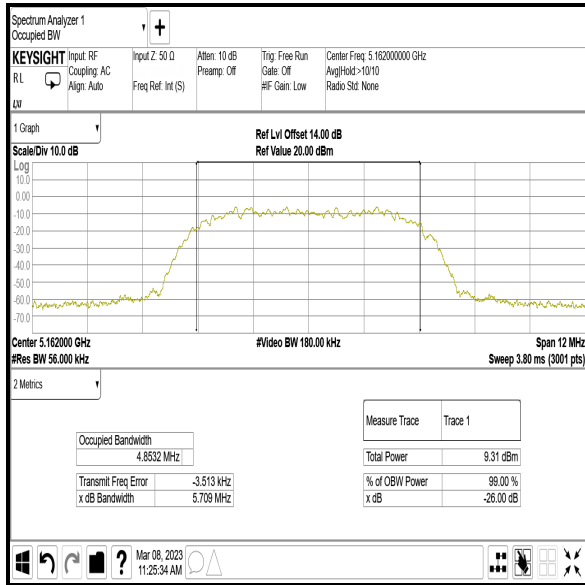 Spectrum Analyzer 1
Occupied BW
+
KEYSIGHT
RL
LXI
Input: RF
Coupling: AC
Align: Auto
Input Z: 50 Ω
Freq Ref: Int (S)
Atten: 10 dB
Preamp: Off
Trig: Free Run
Gate: Off
#IF Gain: Low
Center Freq: 5.162000000 GHz
Avg|Hold:>10/10
Radio Std: None
1 Graph
Scale/Div 10.0 dB
Ref Lvl Offset 14.00 dB
Ref Value 20.00 dBm
Log
10.0
0.00
-10.0
-20.0
-30.0
-40.0
-50.0
-60.0
-70.0
Center 5.162000 GHz
#Video BW 180.00 kHz
Span 12 MHz
#Res BW 56.000 kHz
Sweep 3.80 ms (3001 pts)
2 Metrics
Occupied Bandwidth
4.8532 MHz
Transmit Freq Error -3.513 kHz
x dB Bandwidth 5.709 MHz
Measure Trace Trace 1
Total Power 9.31 dBm
% of OBW Power 99.00 %
x dB -26.00 dB
?
Mar 08, 2023
11:25:34 AM